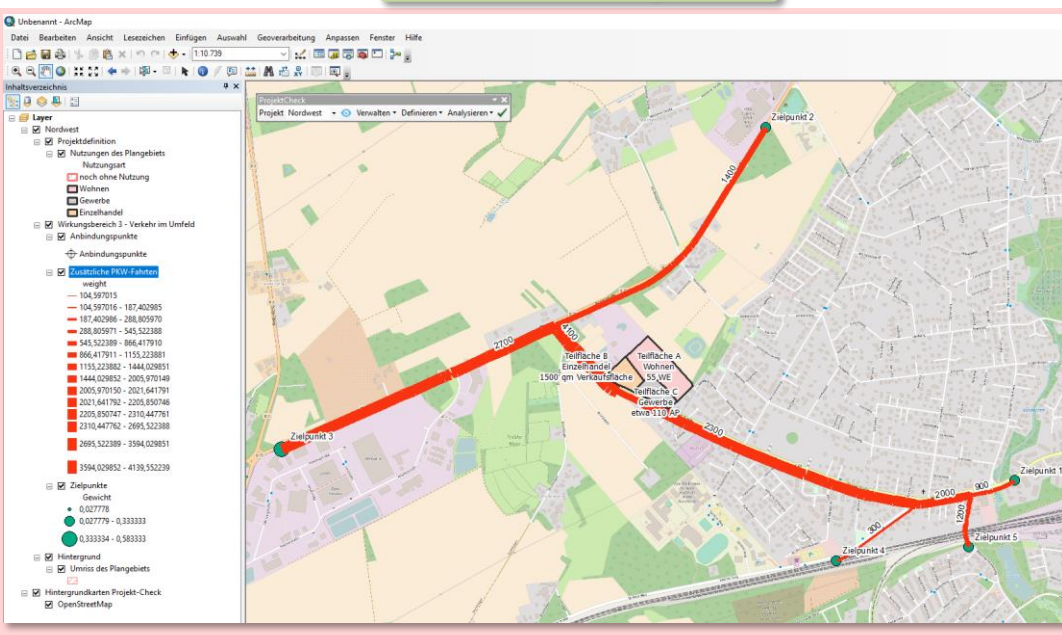 Unbenannt - ArcMap
Datei Bearbeiten Ansicht Lesezeichen Einfügen Auswahl Geoverarbeitung Anpassen Fenster Hilfe
1:10.739
Inhaltsverzeichnis
Layer
Nordwest
Projektdefinition
Nutzungen des Plangebiets
Nutzungsart
noch ohne Nutzung
Wohnen
Gewerbe
Einzelhandel
Wirkungsbereich 3 - Verkehr im Umfeld
Anbindungspunkte
Anbindungspunkte
Zusätzliche PKW-Fahrten
weight
104,597015
104,597016 - 187,402985
187,402986 - 288,805970
288,805971 - 545,522388
545,522389 - 866,417910
866,417911 - 1155,223881
1155,223882 - 1444,029851
1444,029852 - 2005,970149
2005,970150 - 2021,641791
2021,641792 - 2205,850746
2205,850747 - 2310,447761
2310,447762 - 2695,522388
2695,522389 - 3594,029851
3594,029852 - 4139,552239
Zielpunkte
Gewicht
0,027778
0,027779 - 0,333333
0,333334 - 0,583333
Hintergrund
Umriss des Plangebiets
Hintergrundkarten Projekt-Check
OpenStreetMap
ProjektCheck
Projekt Nordwest Verwalten Definieren Analysieren
Zielpunkt 2
1400
2700
4100
Teilfläche B
Einzelhandel
1500 qm Verkaufsfläche
Teilfläche A
Wohnen
55 WE
Teilfläche C
Gewerbe
etwa 110 AP
2300
Zielpunkt 3
Zielpunkt 1
900
2000
1200
300
Zielpunkt 5
Zielpunkt 4